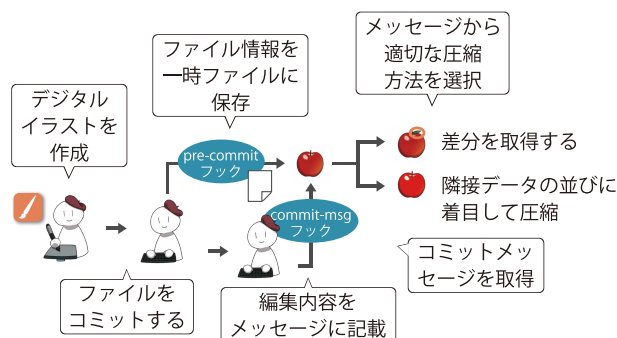 デジタル
イラストを
作成
ファイル情報を
一時ファイルに
保存
メッセージから
適切な圧縮
方法を選択
pre-commit
フック
差分を取得する
隣接データの並びに
着目して圧縮
commit-msg
フック
ファイルを
コミットする
編集内容を
メッセージに記載
コミットメッ
セージを取得